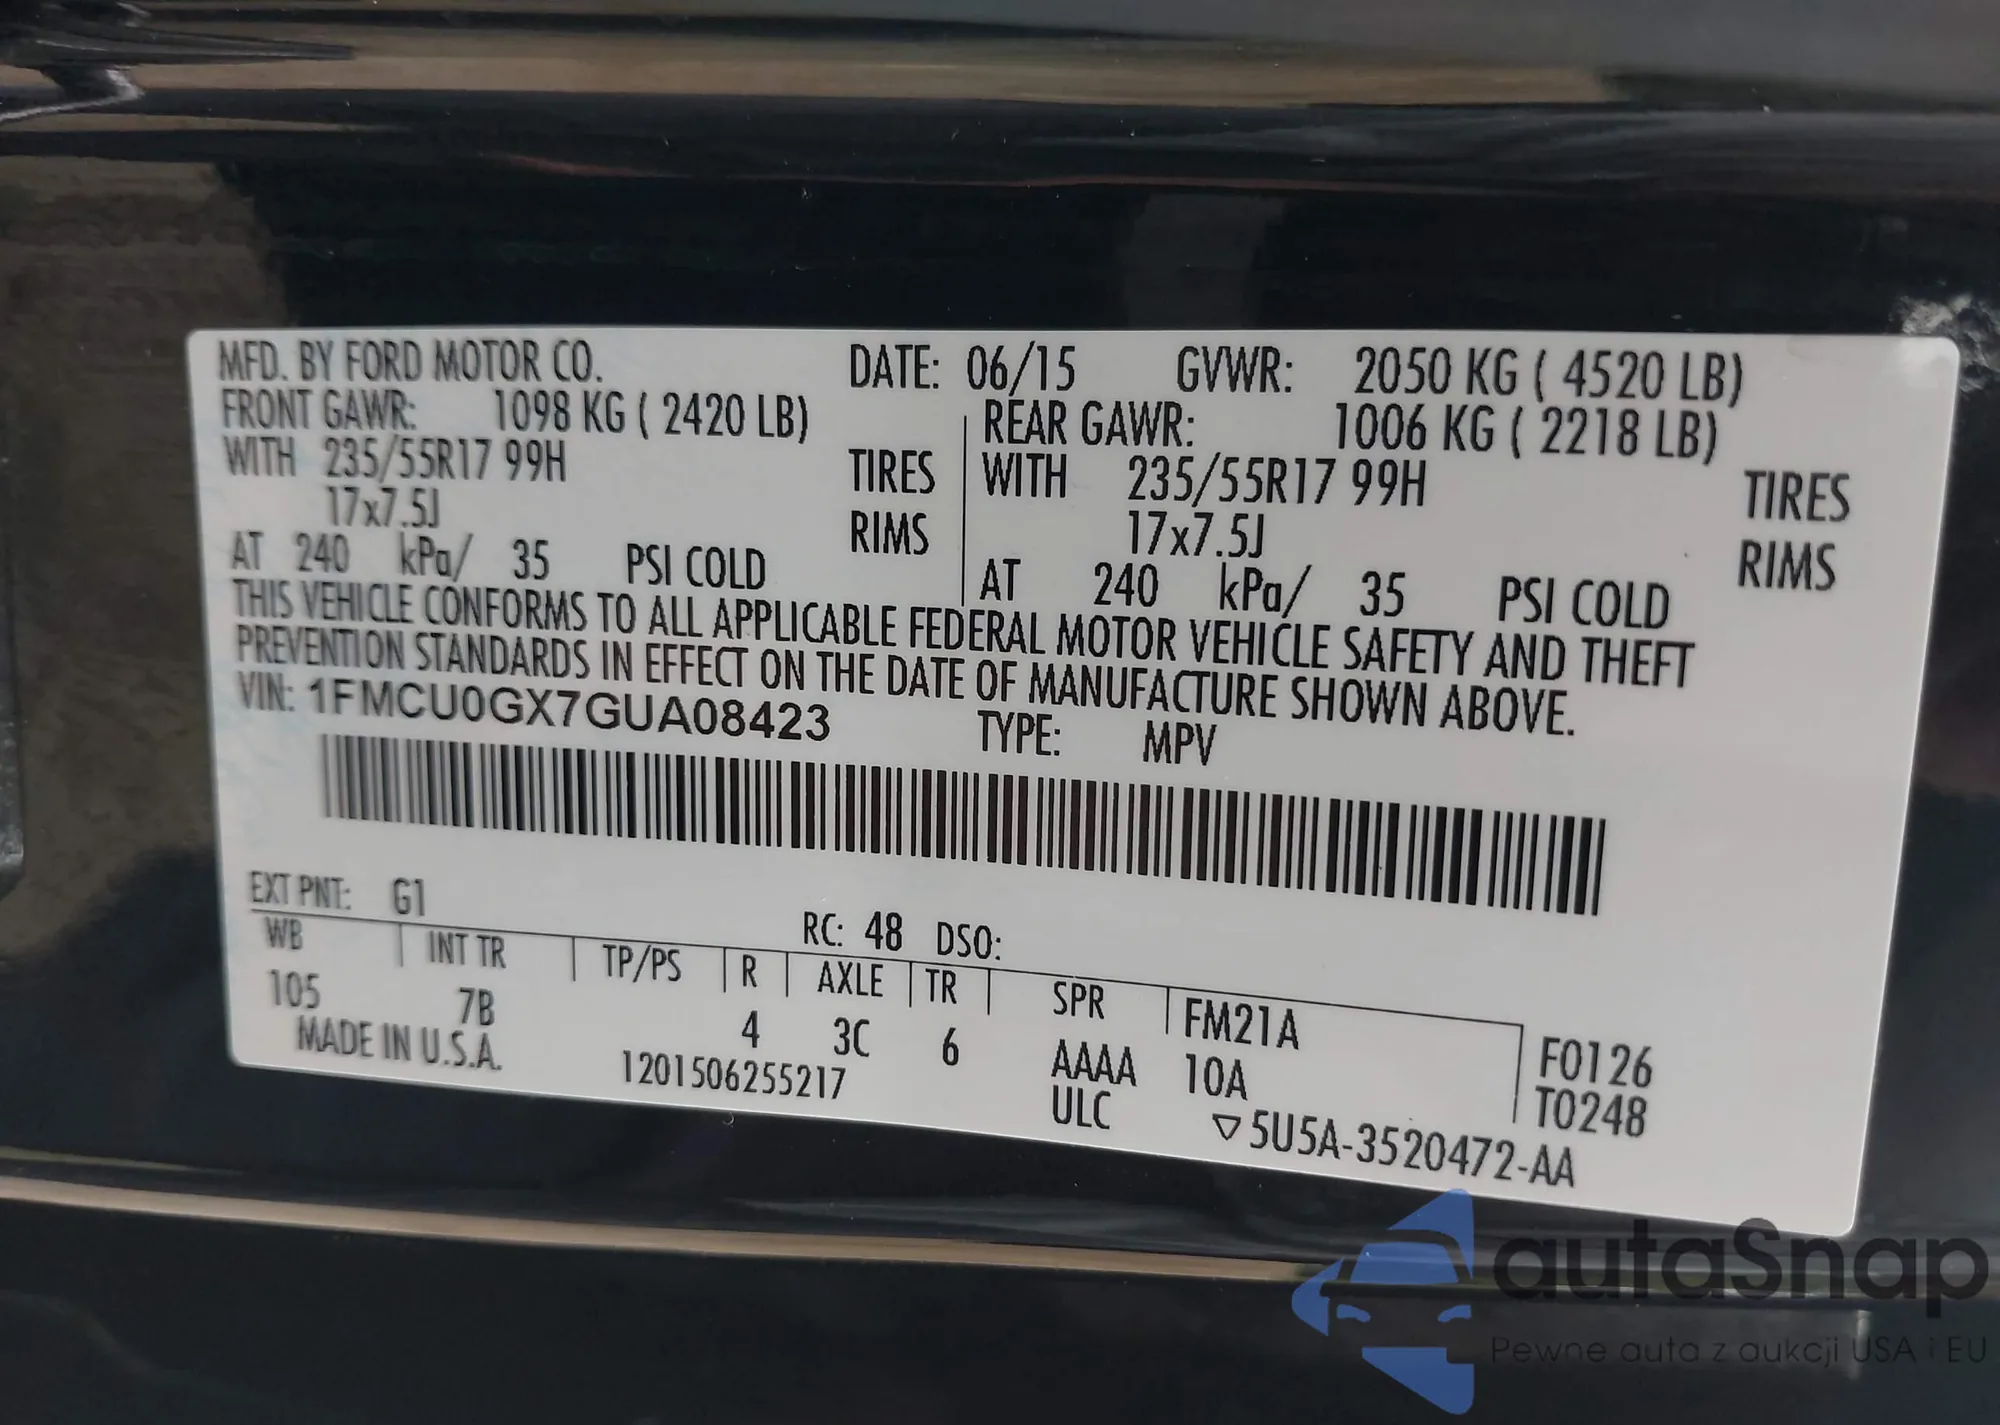 MFD. BY FORD MOTOR CO. DATE: 06/15 GVWR: 2050 KG ( 4520 LB)
FRONT GAWR: 1098 KG ( 2420 LB) REAR GAWR: 1006 KG ( 2218 LB)
WITH 235/55R17 99H TIRES WITH 235/55R17 99H TIRES
17x7.5J RIMS 17x7.5J RIMS
AT 240 kPa/ 35 PSI COLD AT 240 kPa/ 35 PSI COLD
THIS VEHICLE CONFORMS TO ALL APPLICABLE FEDERAL MOTOR VEHICLE SAFETY AND THEFT
PREVENTION STANDARDS IN EFFECT ON THE DATE OF MANUFACTURE SHOWN ABOVE.
VIN: 1FMCU0GX7GUA08423 TYPE: MPV
EXT PNT: G1 RC: 48 DSO:
WB INT TR TP/PS R AXLE TR SPR FM21A F0126
105 7B 4 3C 6 AAAA 10A T0248
MADE IN U.S.A. 1201506255217 ULC ▽5U5A-3520472-AA
autaSnap
Pewne auta z aukcji USA i EU